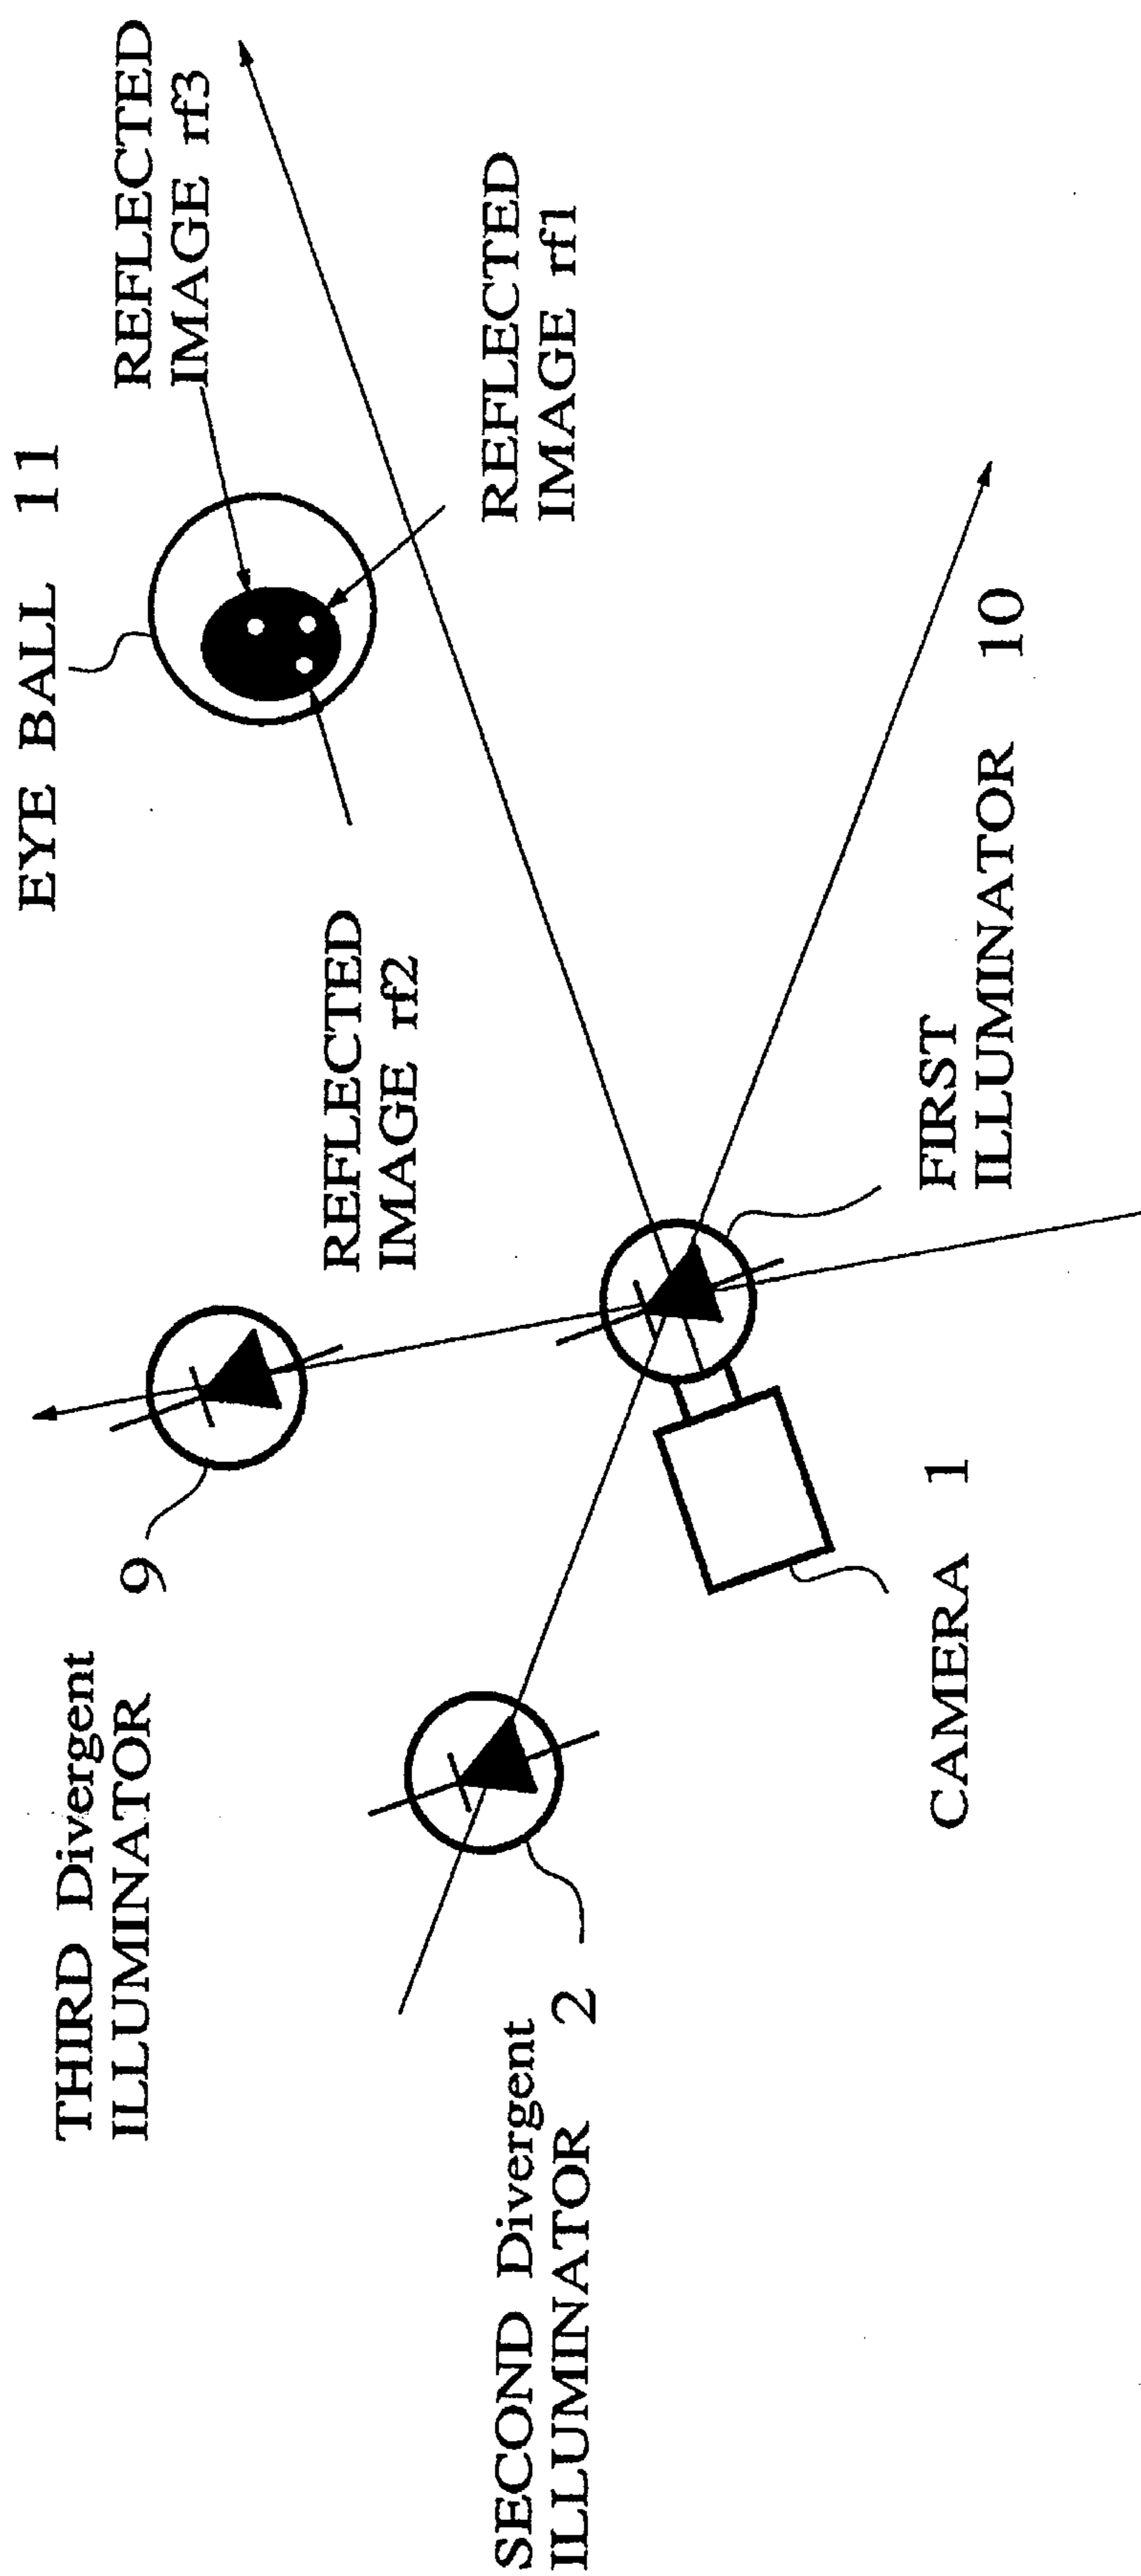 THIRD Divergent
ILLUMINATOR 9
EYE BALL 11
REFLECTED
IMAGE rf3
REFLECTED
IMAGE rf2
REFLECTED
IMAGE rf1
SECOND Divergent
ILLUMINATOR 2
CAMERA 1
FIRST
ILLUMINATOR 10